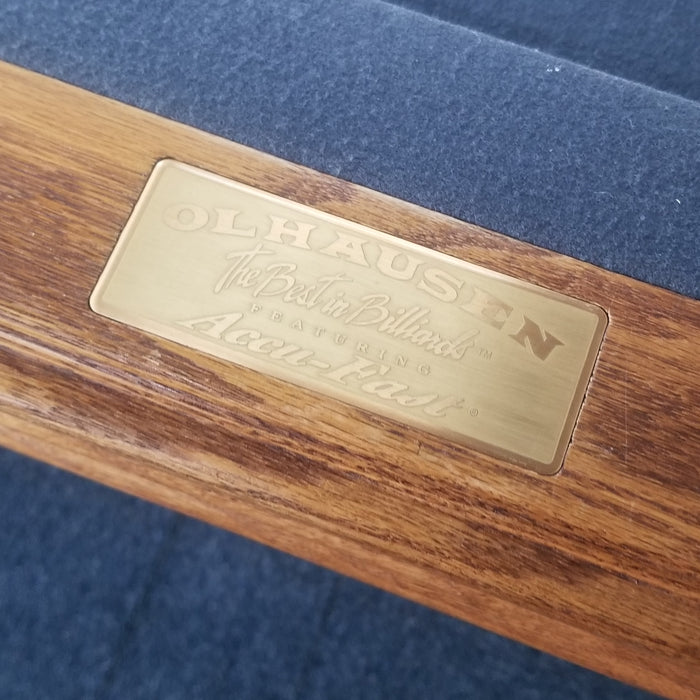 OLHAUSEN
The Best in Billiards™
FEATURING
Accu-Fast®